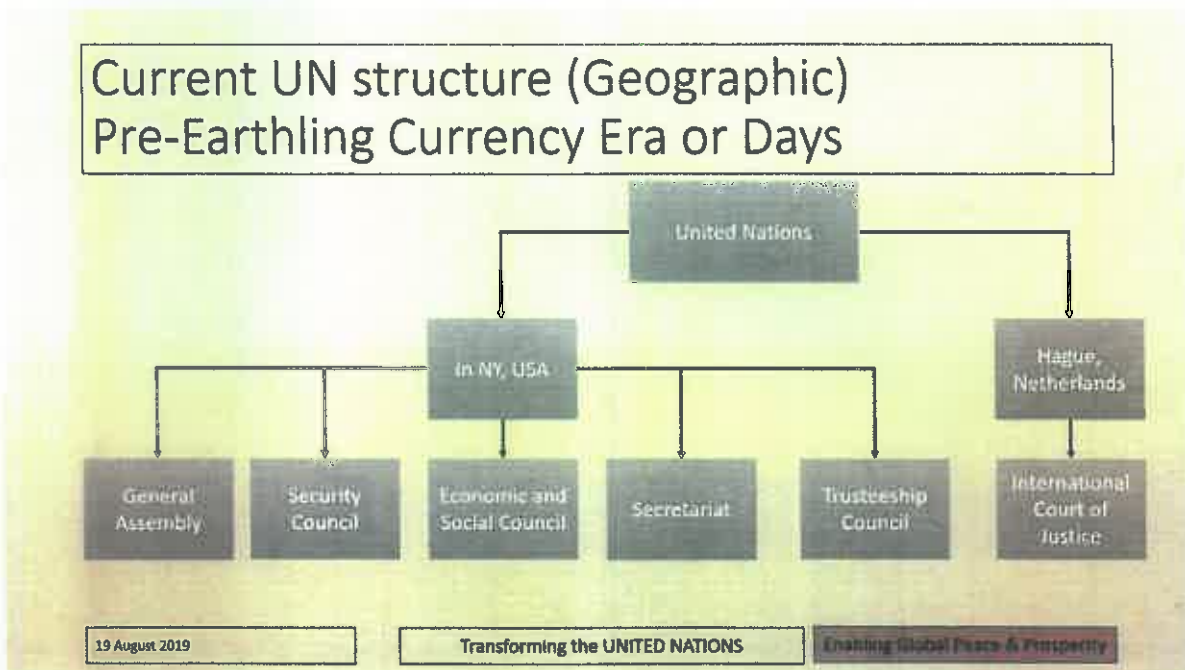 Current UN structure (Geographic)
Pre-Earthling Currency Era or Days
United Nations
In NY, USA
Hague,
Netherlands
General
Assembly
Security
Council
Economic and
Social Council
Secretariat
Trusteeship
Council
International
Court of
Justice
19 August 2019
Transforming the UNITED NATIONS
Enabling Global Peace & Prosperity